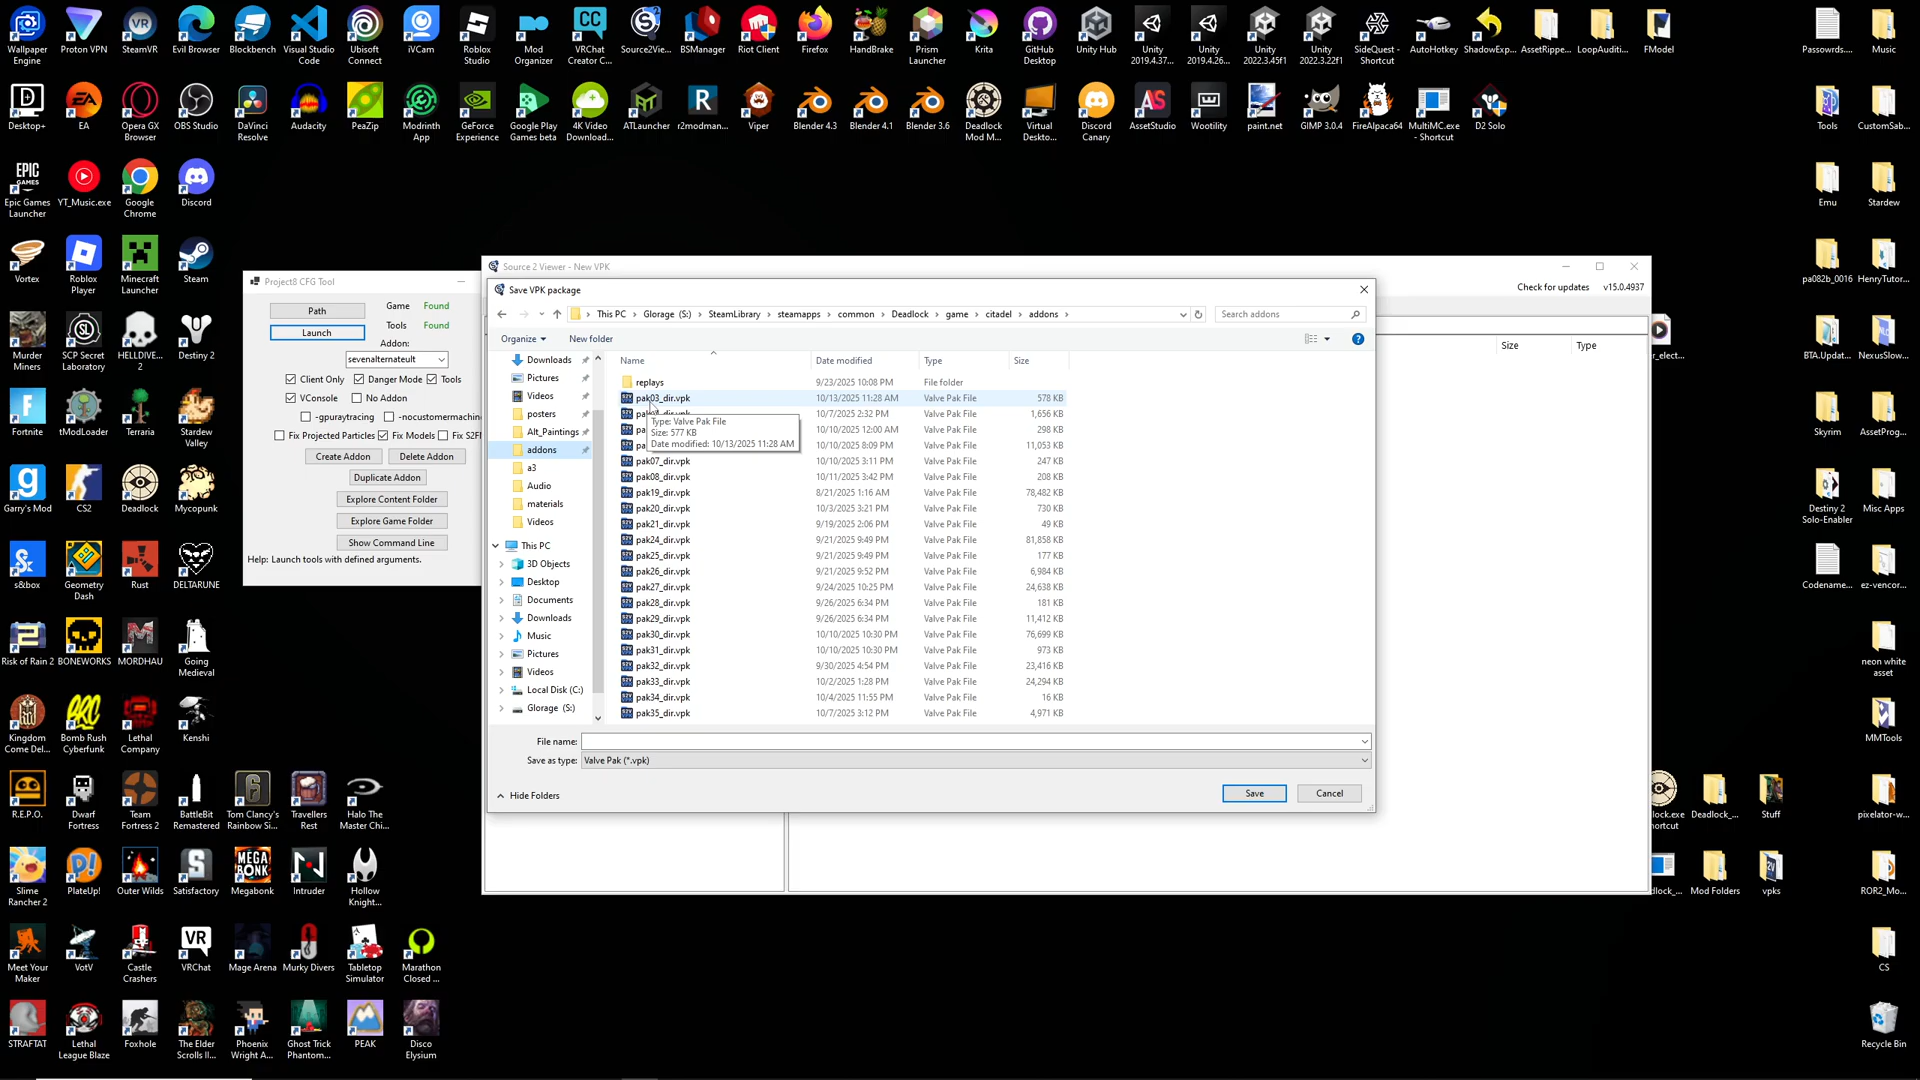 Wallpaper Engine
Proton VPN
SteamVR
Evil Browser
Blockbench
Visual Studio Code
Ubisoft Connect
iVCam
Roblox Studio
Mod Organizer
VRChat Creator C...
Source2Vie...
BSManager
Riot Client
Firefox
HandBrake
Prism Launcher
Krita
GitHub Desktop
Unity Hub
Unity 2019.4.37...
Unity 2019.4.26...
Unity 2022.3.45f1
Unity 2022.3.22f1
SideQuest - Shortcut
AutoHotkey
ShadowExp...
AssetRippe...
LoopAuditi...
FModel
Passowrds....
Music
Desktop+
EA
Opera GX Browser
OBS Studio
DaVinci Resolve
Audacity
PeaZip
Modrinth App
GeForce Experience
Google Play Games beta
4K Video Download...
ATLauncher
r2modman...
Viper
Blender 4.3
Blender 4.1
Blender 3.6
Deadlock Mod M...
Virtual Deskto...
Discord Canary
AssetStudio
Wootility
paint.net
GIMP 3.0.4
FireAlpaca64
MultiMC.exe - Shortcut
D2 Solo
Tools
CustomSab...
Epic Games Launcher
YT_Music.exe
Google Chrome
Discord
Emu
Stardew
Vortex
Roblox Player
Minecraft Launcher
Steam
pa082b_0016
HenryTutor...
Murder Miners
SCP Secret Laboratory
HELLDIVE... 2
Destiny 2
BTA.Updat...
NexusSlow...
Fortnite
tModLoader
Terraria
Stardew Valley
Skyrim
AssetProg...
Garry's Mod
CS2
Deadlock
Mycopunk
Destiny 2 Solo-Enabler
Misc Apps
s&box
Geometry Dash
Rust
DELTARUNE
Codename...
ez-vencor...
Risk of Rain 2
BONEWORKS
MORDHAU
Going Medieval
neon white asset
Kingdom Come Del...
Bomb Rush Cyberfunk
Lethal Company
Kenshi
MMTools
R.E.P.O.
Dwarf Fortress
Team Fortress 2
BattleBit Remastered
Tom Clancy's Rainbow Si...
Travellers Rest
Halo The Master Chi...
lock.exe
hortcut
Deadlock_...
Stuff
pixelator-w...
Slime Rancher 2
PlateUp!
Outer Wilds
Satisfactory
Megabonk
Intruder
Hollow Knight...
dlock_...
Mod Folders
vpks
ROR2_Mo...
Meet Your Maker
VotV
Castle Crashers
VRChat
Mage Arena
Murky Divers
Tabletop Simulator
Marathon Closed ...
CS
STRAFTAT
Lethal League Blaze
Foxhole
The Elder Scrolls II...
Phoenix Wright A...
Ghost Trick Phantom...
PEAK
Disco Elysium
Recycle Bin
Project8 CFG Tool
Path
Game Found
Launch
Tools Found
Addon:
sevenalternateult
Client Only Danger Mode Tools
VConsole No Addon
-gpuraytracing -nocustomermachin
Fix Projected Particles Fix Models Fix S2FI
Create Addon Delete Addon
Duplicate Addon
Explore Content Folder
Explore Game Folder
Show Command Line
Help: Launch tools with defined arguments.
Source 2 Viewer - New VPK
Check for updates v15.0.4937
Size Type
r_elect...
Save VPK package
This PC › Glorage (S:) › SteamLibrary › steamapps › common › Deadlock › game › citadel › addons ›
Search addons
Organize New folder
Name Date modified Type Size
Downloads
Pictures
Videos
posters
Alt_Paintings
addons
a3
Audio
materials
Videos
This PC
3D Objects
Desktop
Documents
Downloads
Music
Pictures
Videos
Local Disk (C:)
Glorage (S:)
replays 9/23/2025 10:08 PM File folder
pak03_dir.vpk 10/13/2025 11:28 AM Valve Pak File 578 KB
10/7/2025 2:32 PM Valve Pak File 1,656 KB
10/10/2025 12:00 AM Valve Pak File 298 KB
10/10/2025 8:09 PM Valve Pak File 11,053 KB
pak07_dir.vpk 10/10/2025 3:11 PM Valve Pak File 247 KB
pak08_dir.vpk 10/11/2025 3:42 PM Valve Pak File 208 KB
pak19_dir.vpk 8/21/2025 1:16 AM Valve Pak File 78,482 KB
pak20_dir.vpk 10/3/2025 3:21 PM Valve Pak File 730 KB
pak21_dir.vpk 9/19/2025 2:06 PM Valve Pak File 49 KB
pak24_dir.vpk 9/21/2025 9:49 PM Valve Pak File 81,858 KB
pak25_dir.vpk 9/21/2025 9:49 PM Valve Pak File 177 KB
pak26_dir.vpk 9/21/2025 9:52 PM Valve Pak File 6,984 KB
pak27_dir.vpk 9/24/2025 10:25 PM Valve Pak File 24,638 KB
pak28_dir.vpk 9/26/2025 6:34 PM Valve Pak File 181 KB
pak29_dir.vpk 9/26/2025 6:34 PM Valve Pak File 11,412 KB
pak30_dir.vpk 10/10/2025 10:30 PM Valve Pak File 76,699 KB
pak31_dir.vpk 10/10/2025 10:30 PM Valve Pak File 973 KB
pak32_dir.vpk 9/30/2025 4:54 PM Valve Pak File 23,416 KB
pak33_dir.vpk 10/2/2025 1:28 PM Valve Pak File 24,294 KB
pak34_dir.vpk 10/4/2025 11:55 PM Valve Pak File 16 KB
pak35_dir.vpk 10/7/2025 3:12 PM Valve Pak File 4,971 KB
Type: Valve Pak File
Size: 577 KB
Date modified: 10/13/2025 11:28 AM
File name:
Save as type: Valve Pak (*.vpk)
Hide Folders
Save Cancel